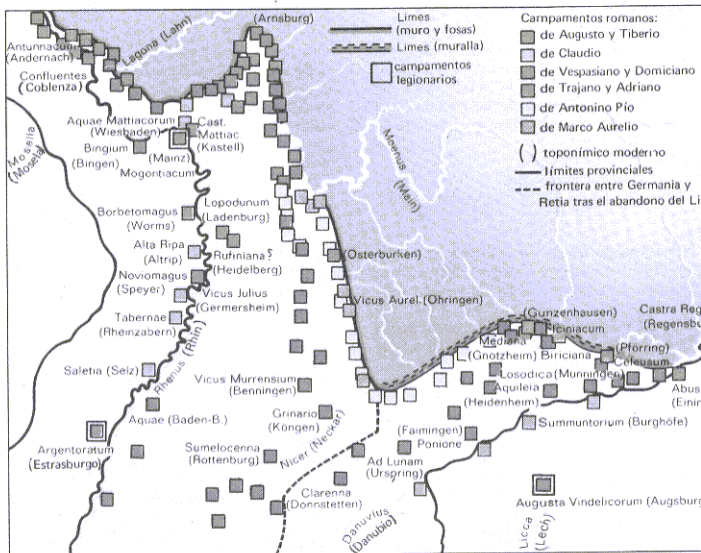 (Arnsburg)
Limes
(muro y fosas)
Limes (muralla)
campamentos
legionarios
Campamentos romanos:
de Augusto y Tiberio
de Claudio
de Vespasiano y Domiciano
de Trajano y Adriano
de Antonino Pío
de Marco Aurelio
( ) toponímico moderno
límites provinciales
frontera entre Germania y
Retia tras el abandono del Li
Antunnacum
(Andernach)
Lagona (Lahn)
Confluentes
(Coblenza)
Mosella
(Mosela)
Aquae Mattiacorum
(Wiesbaden)
Cast.
Mattiac
(Kastell)
Bingium
(Bingen)
(Mainz)
Mogontiacum
Moenus (Main)
Borbetomagus
(Worms)
Lopodunum
(Ladenburg)
Alta Ripa
(Altrip)
Rufiniana?
(Heidelberg)
(Osterburken)
Noviomagus
(Speyer)
Vicus Julius
(Germersheim)
Vicus Aurel.(Öhringen)
Tabernae
(Rheinzabern)
(Gunzenhausen)
Castra Reg
(Regensbu
Iciniacum
Mediana
(Gnotzheim)
Biriciana
(Pförring)
Celeusum
Saletia (Selz)
Rhenus (Rhin)
Vicus Murrensium
(Benningen)
Losodica
(Munningen)
Aquileia
(Heidenheim)
Abus
(Einin
Aquae (Baden-B.)
Grinario
(Köngen)
Summuntorium (Burghöfe)
Argentoratum
(Estrasburgo)
Sumelocenna
(Rottenburg)
Nicer (Neckar)
(Faimingen)
Ponione
Ad Lunam
(Urspring)
Clarenna
(Donnstetten)
Danuvius
(Danubio)
Augusta Vindelicorum (Augsburg
Licca
(Lech)